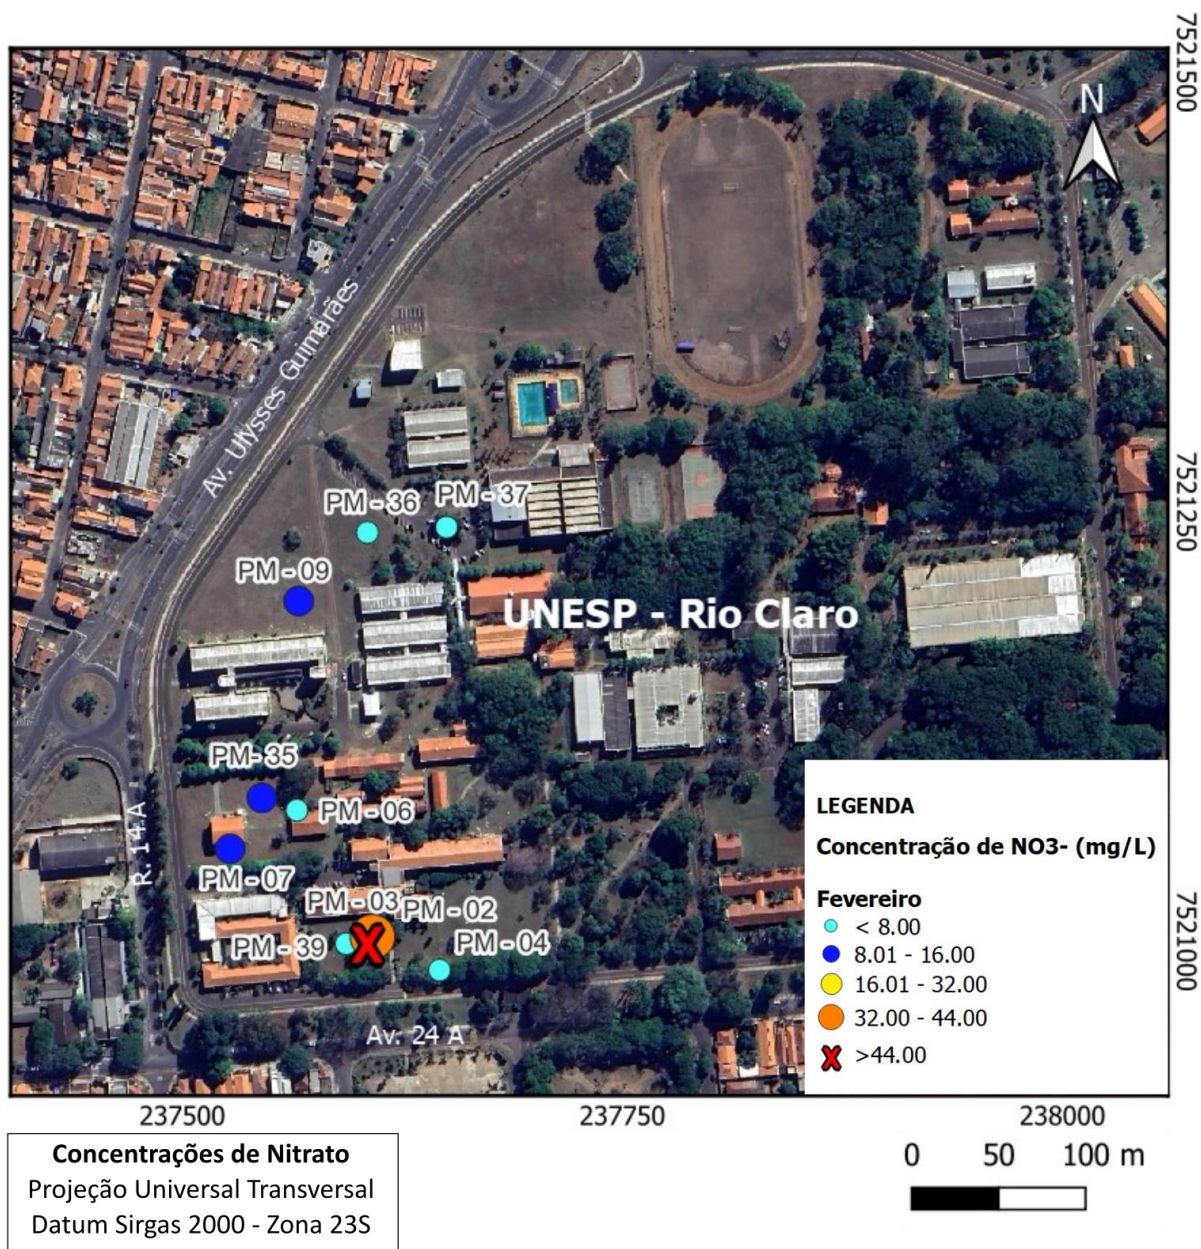 7521500
N
Av. Ulysses Guimarães
7521250
PM - 36
PM - 37
PM - 09
UNESP - Rio Claro
PM- 35
PM - 06
R. 14 A
PM - 07
PM - 03
PM - 02
PM - 39
PM - 04
7521000
Av. 24 A
LEGENDA
Concentração de NO3- (mg/L)
Fevereiro
< 8.00
8.01 - 16.00
16.01 - 32.00
32.00 - 44.00
>44.00
237500
237750
238000
Concentrações de Nitrato
Projeção Universal Transversal
Datum Sirgas 2000 - Zona 23S
0 50 100 m